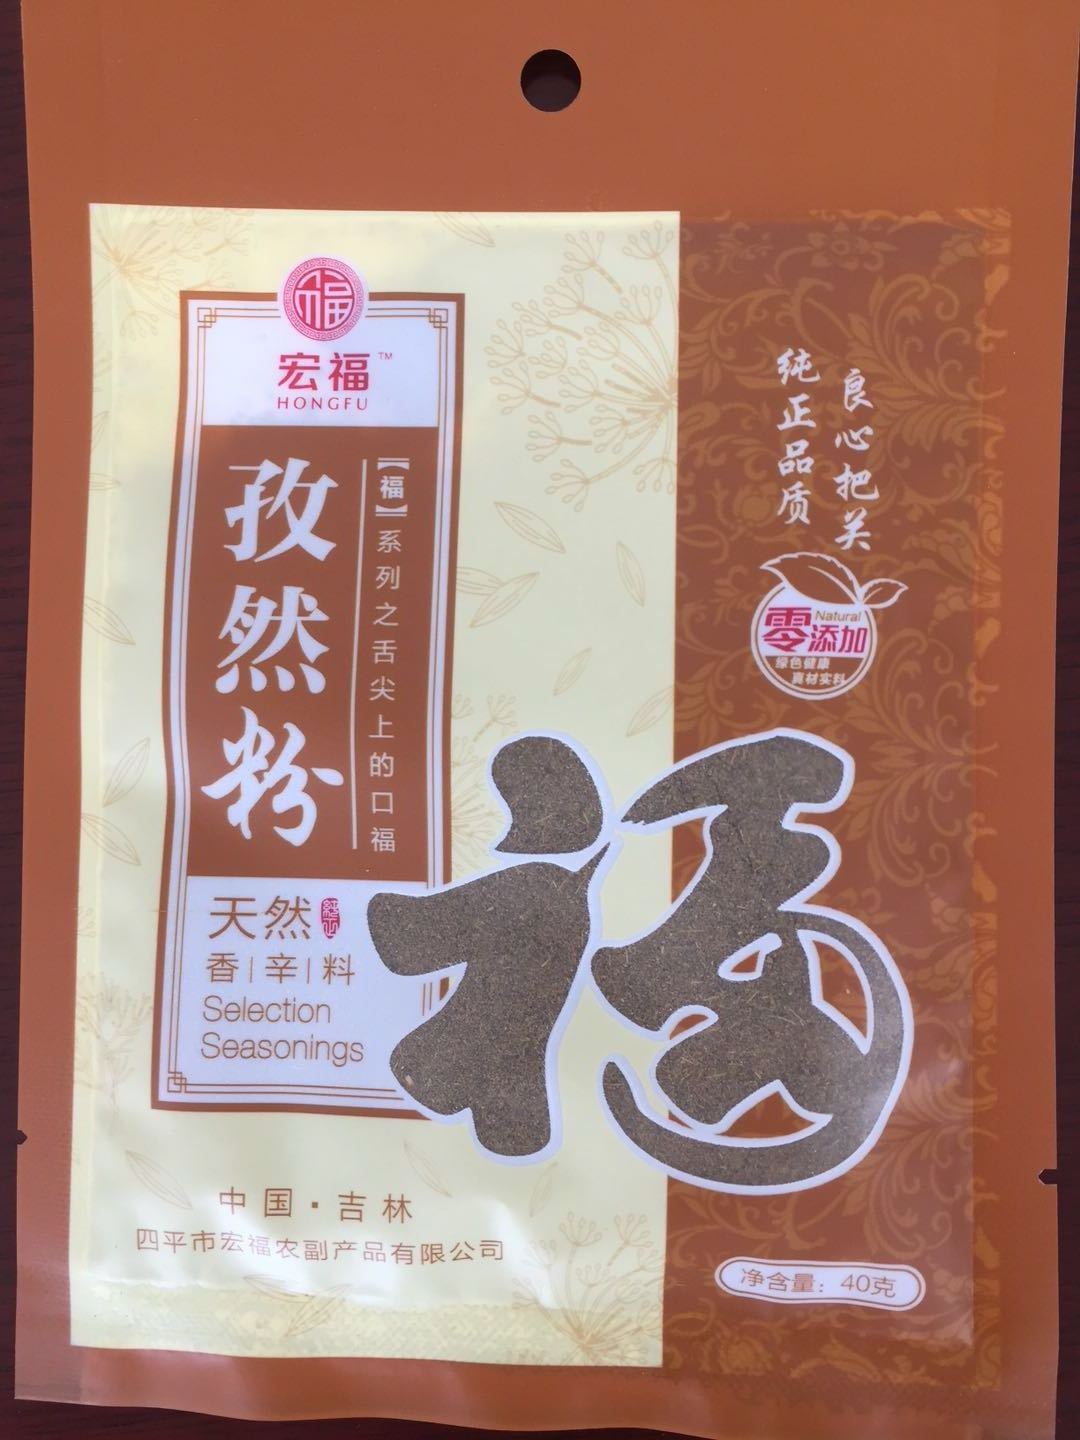 福
宏福™
HONGFU
孜然粉
【福】系列之舌尖上的口福
天然
纯正
香|辛|料
Selection
Seasonings
中国·吉林
四平市宏福农副产品有限公司
纯正品质
良心把关
Natural
零添加
绿色健康
真材实料
福
净含量：40克